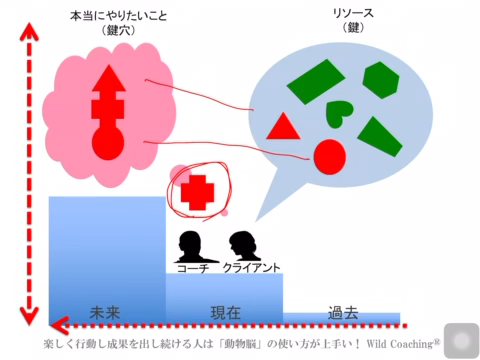 本当にやりたいこと
（鍵穴）
リソース
（鍵）
コーチ
クライアント
未来
現在
過去
楽しく行動し成果を出し続ける人は「動物脳」の使い方が上手い！ Wild Coaching®